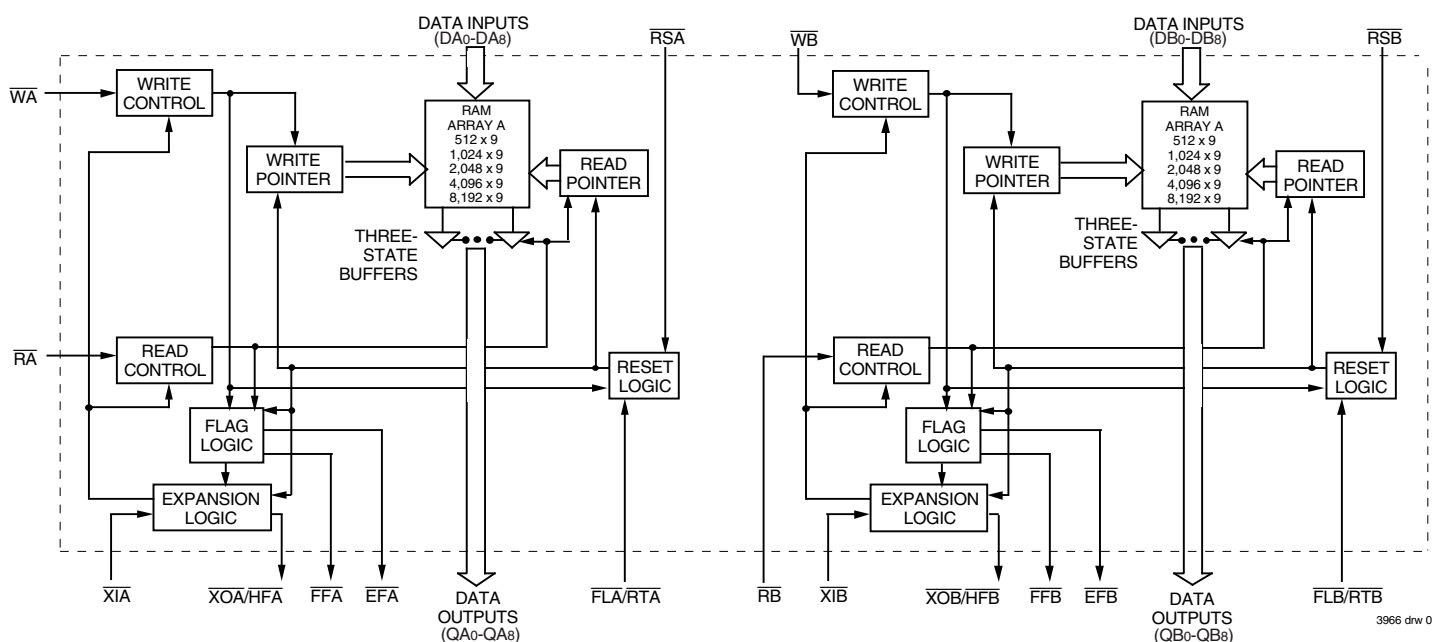 DATA INPUTS
(DA0-DA8)
RSA
WA
WRITE
CONTROL
RAM
ARRAY A
512 x 9
1,024 x 9
2,048 x 9
4,096 x 9
8,192 x 9
WRITE
POINTER
READ
POINTER
THREE-
STATE
BUFFERS
RA
READ
CONTROL
RESET
LOGIC
FLAG
LOGIC
EXPANSION
LOGIC
XIA
XOA/HFA
FFA
EFA
DATA
OUTPUTS
(QA0-QA8)
FLA/RTA
WB
DATA INPUTS
(DB0-DB8)
RSB
WRITE
CONTROL
RAM
ARRAY A
512 x 9
1,024 x 9
2,048 x 9
4,096 x 9
8,192 x 9
WRITE
POINTER
READ
POINTER
THREE-
STATE
BUFFERS
READ
CONTROL
RESET
LOGIC
FLAG
LOGIC
EXPANSION
LOGIC
RB
XIB
XOB/HFB
FFB
EFB
DATA
OUTPUTS
(QB0-QB8)
FLB/RTB
3966 drw 0